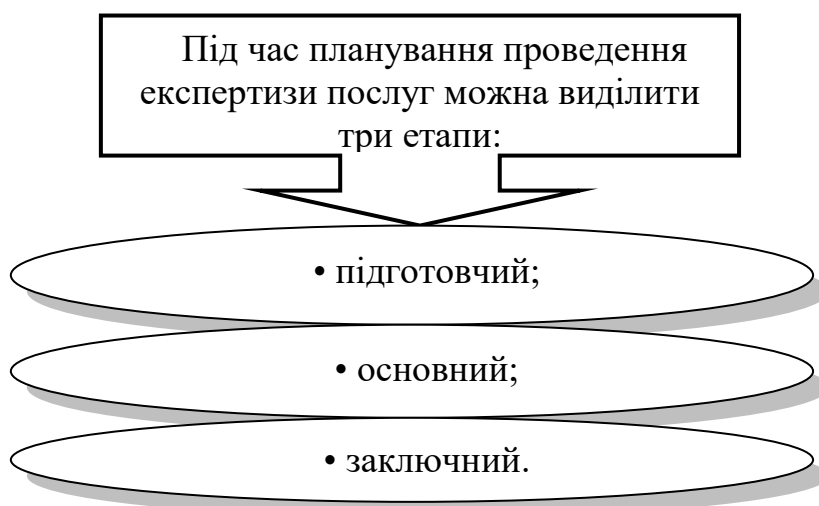 Під час планування проведення
експертизи послуг можна виділити
три етапи:
• підготовчий;
• основний;
• заключний.